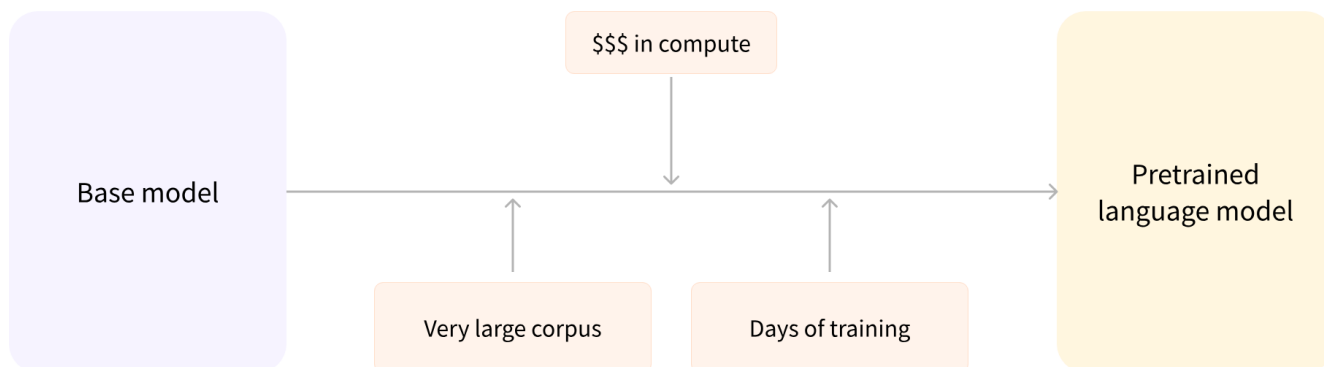 $$$ in compute
Base model
Pretrained
language model
Very large corpus
Days of training